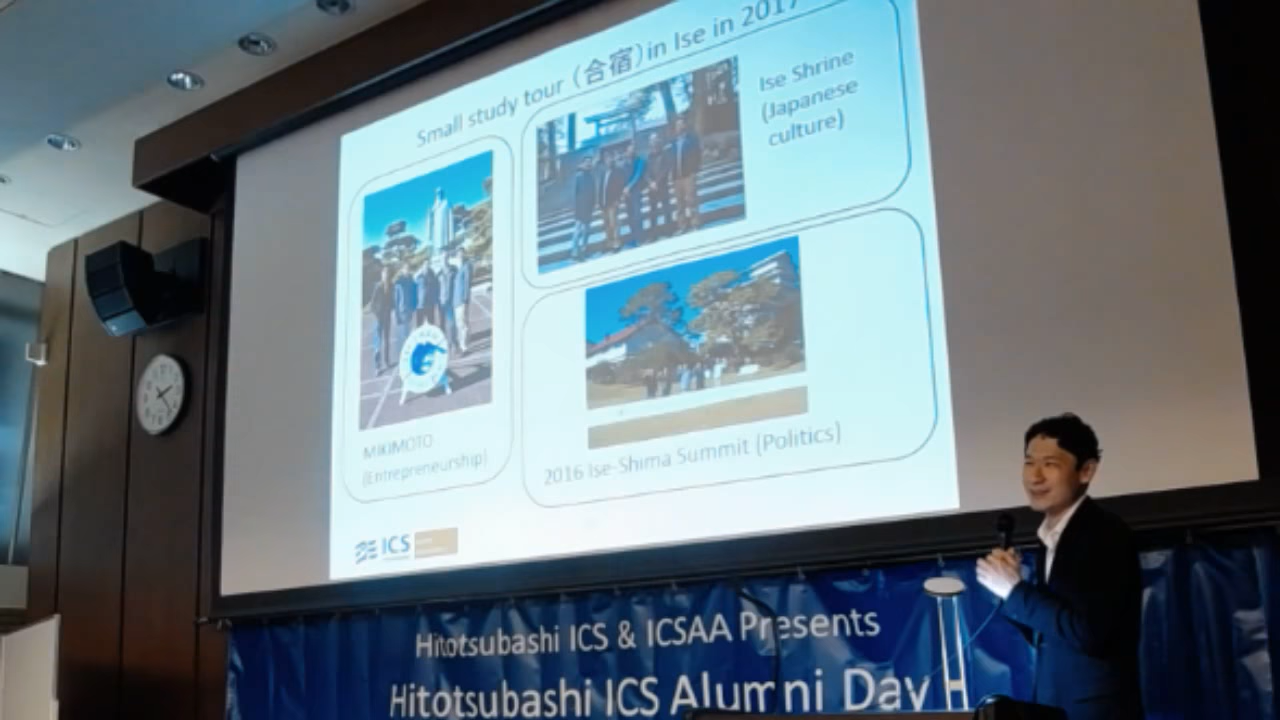 Small study tour (合宿)in Ise in 2017
Ise Shrine
(Japanese
culture)
MIKIMOTO
(Entrepreneurship)
2016 Ise-Shima Summit (Politics)
ICS
Hitotsubashi ICS & ICSAA Presents
Hitotsubashi ICS Alumni Day